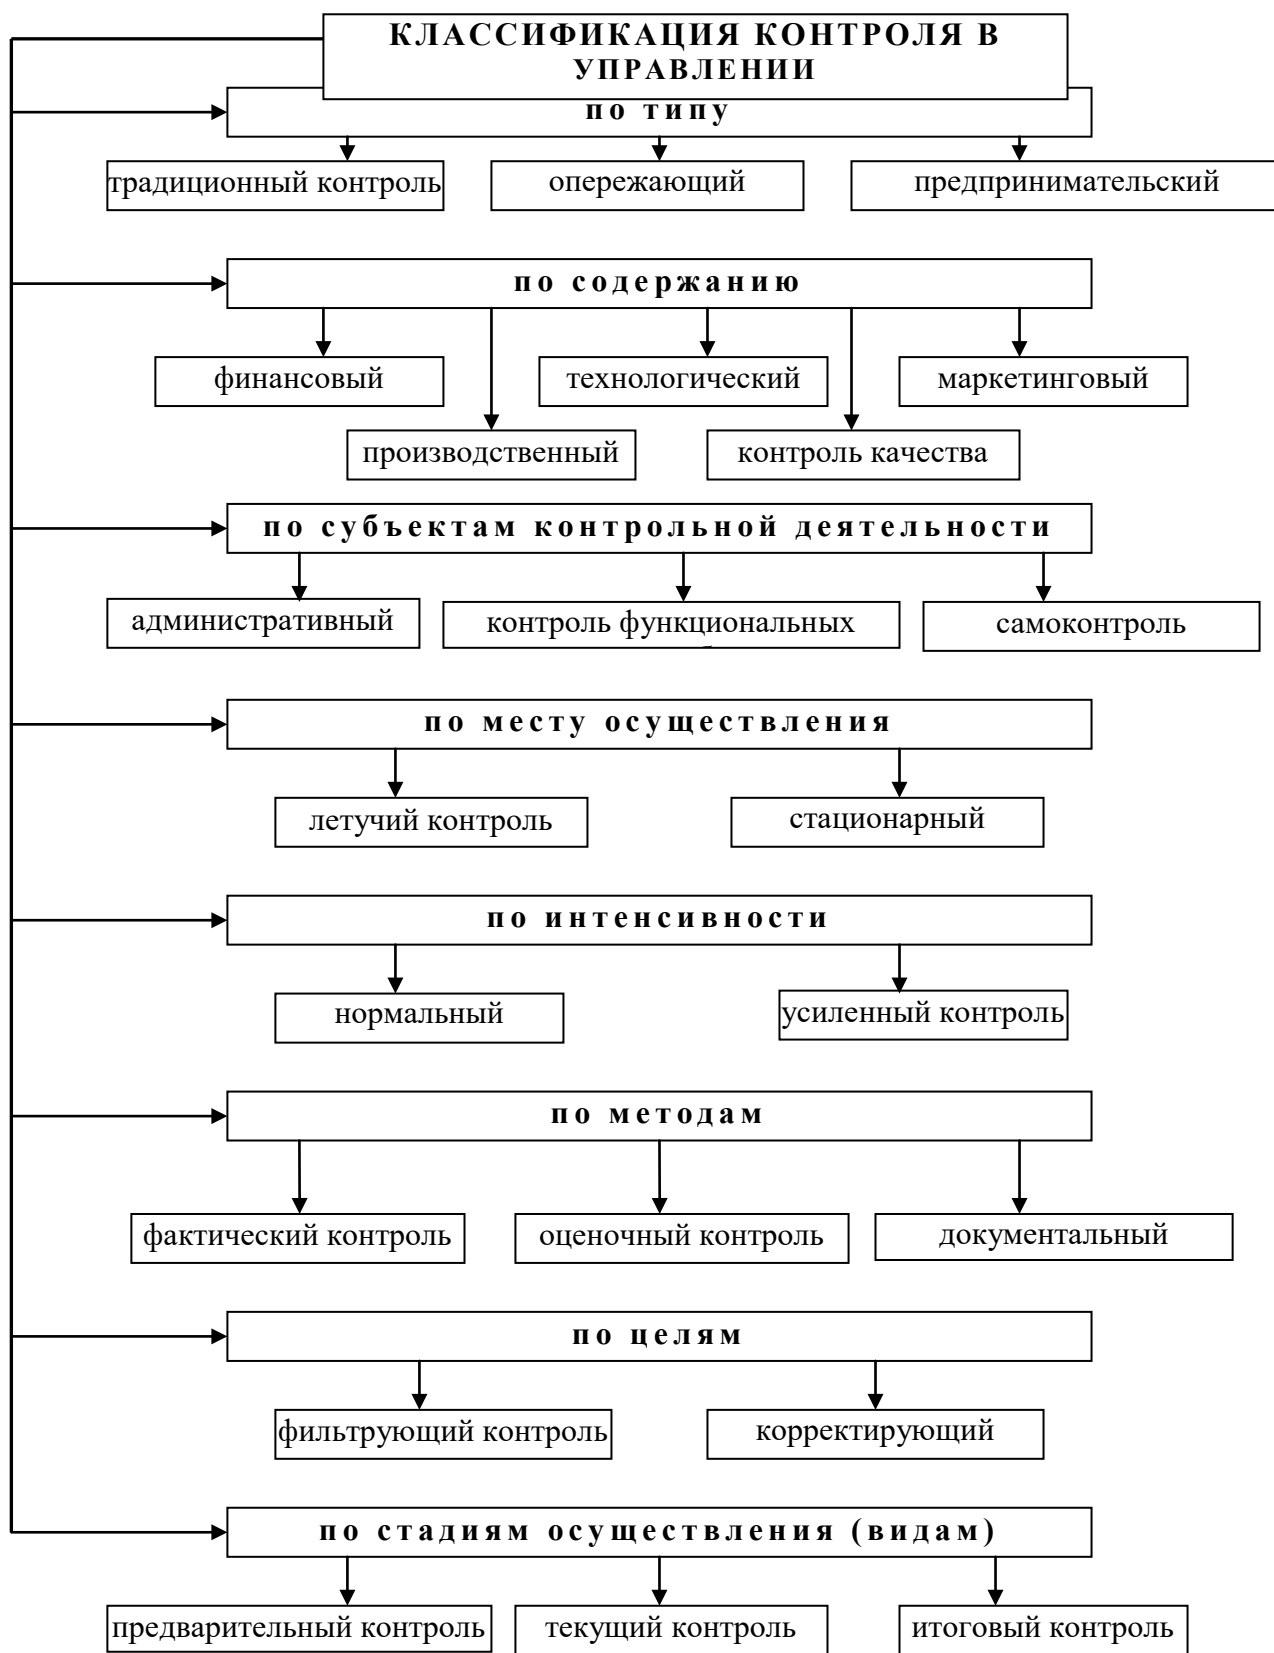 КЛАССИФИКАЦИЯ КОНТРОЛЯ В
УПРАВЛЕНИИ
по типу
традиционный контроль
опережающий
предпринимательский
по содержанию
финансовый
технологический
маркетинговый
производственный
контроль качества
по субъектам контрольной деятельности
административный
контроль функциональных
самоконтроль
по месту осуществления
летучий контроль
стационарный
по интенсивности
нормальный
усиленный контроль
по методам
фактический контроль
оценочный контроль
документальный
по целям
фильтрующий контроль
корректирующий
по стадиям осуществления (видам)
предварительный контроль
текущий контроль
итоговый контроль